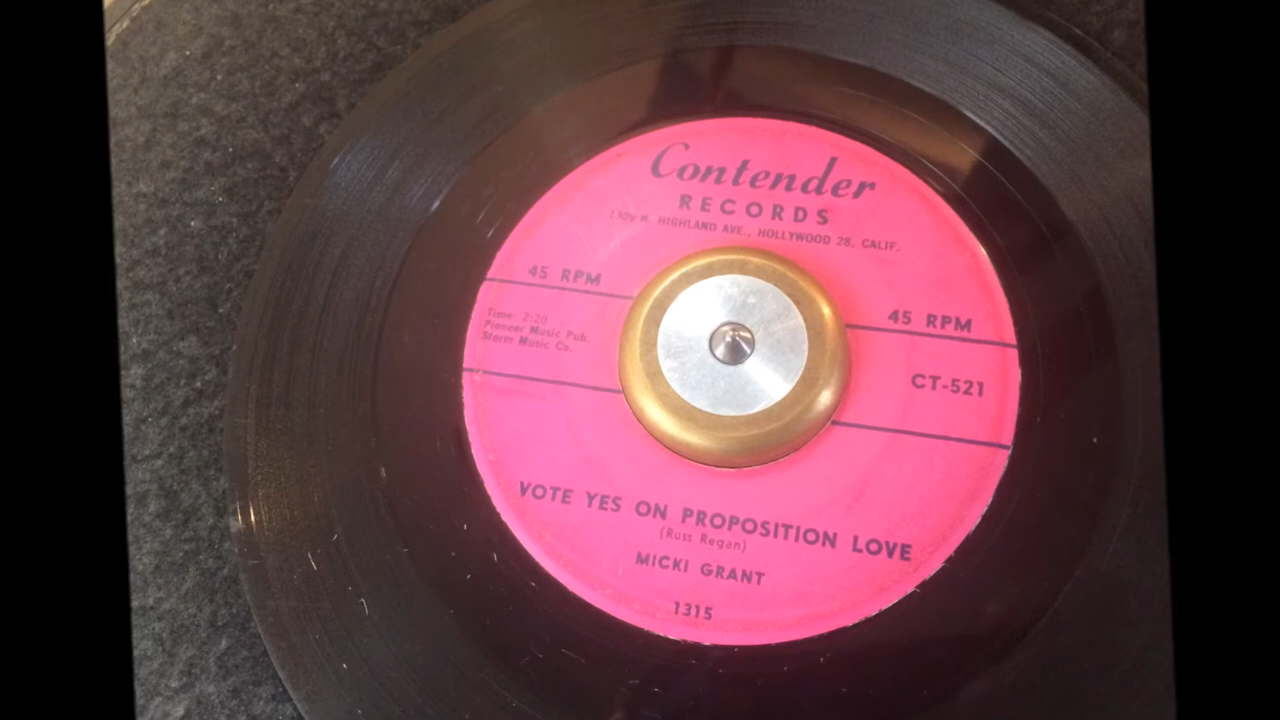 Contender
RECORDS
N. HIGHLAND AVE., HOLLYWOOD 28, CALIF.
45 RPM
45 RPM
Time: 2:20
Pioneer Music Pub.
Sterm Music Co.
CT-521
VOTE YES ON PROPOSITION LOVE
(Russ Regan)
MICKI GRANT
1315